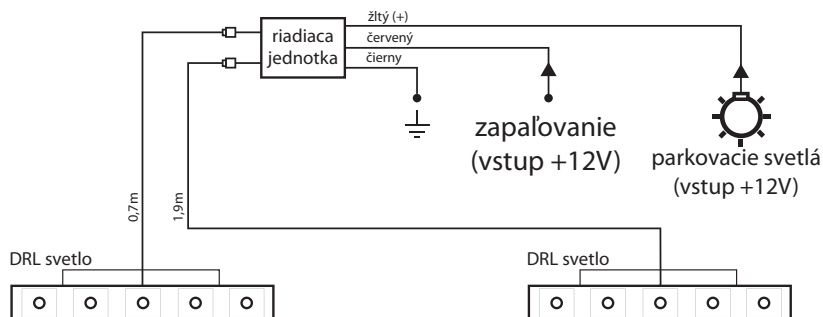 žltý (+)
červený
čierny
riadiaca
jednotka
zapaľovanie
(vstup +12V)
parkovacie svetlá
(vstup +12V)
0,7m
1,9m
DRL svetlo
DRL svetlo